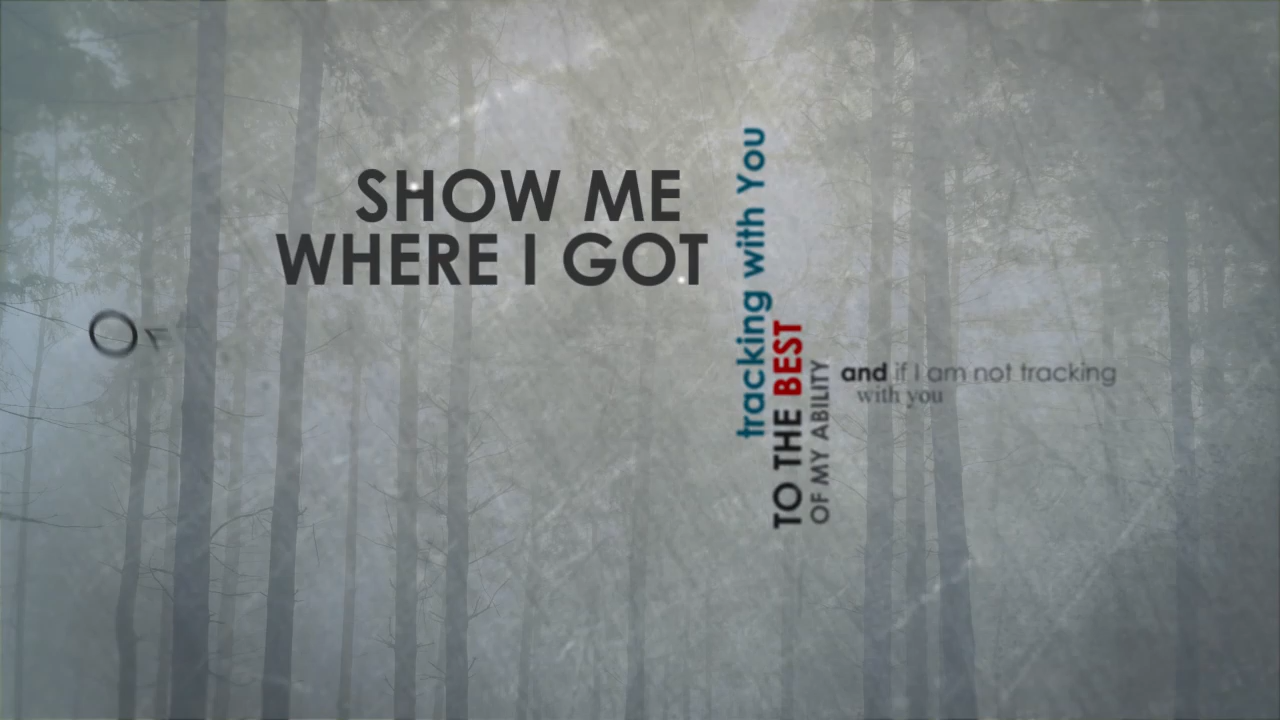 SHOW ME
WHERE I GOT
tracking with You
TO THE BEST
OF MY ABILITY
and if I am not tracking
with you